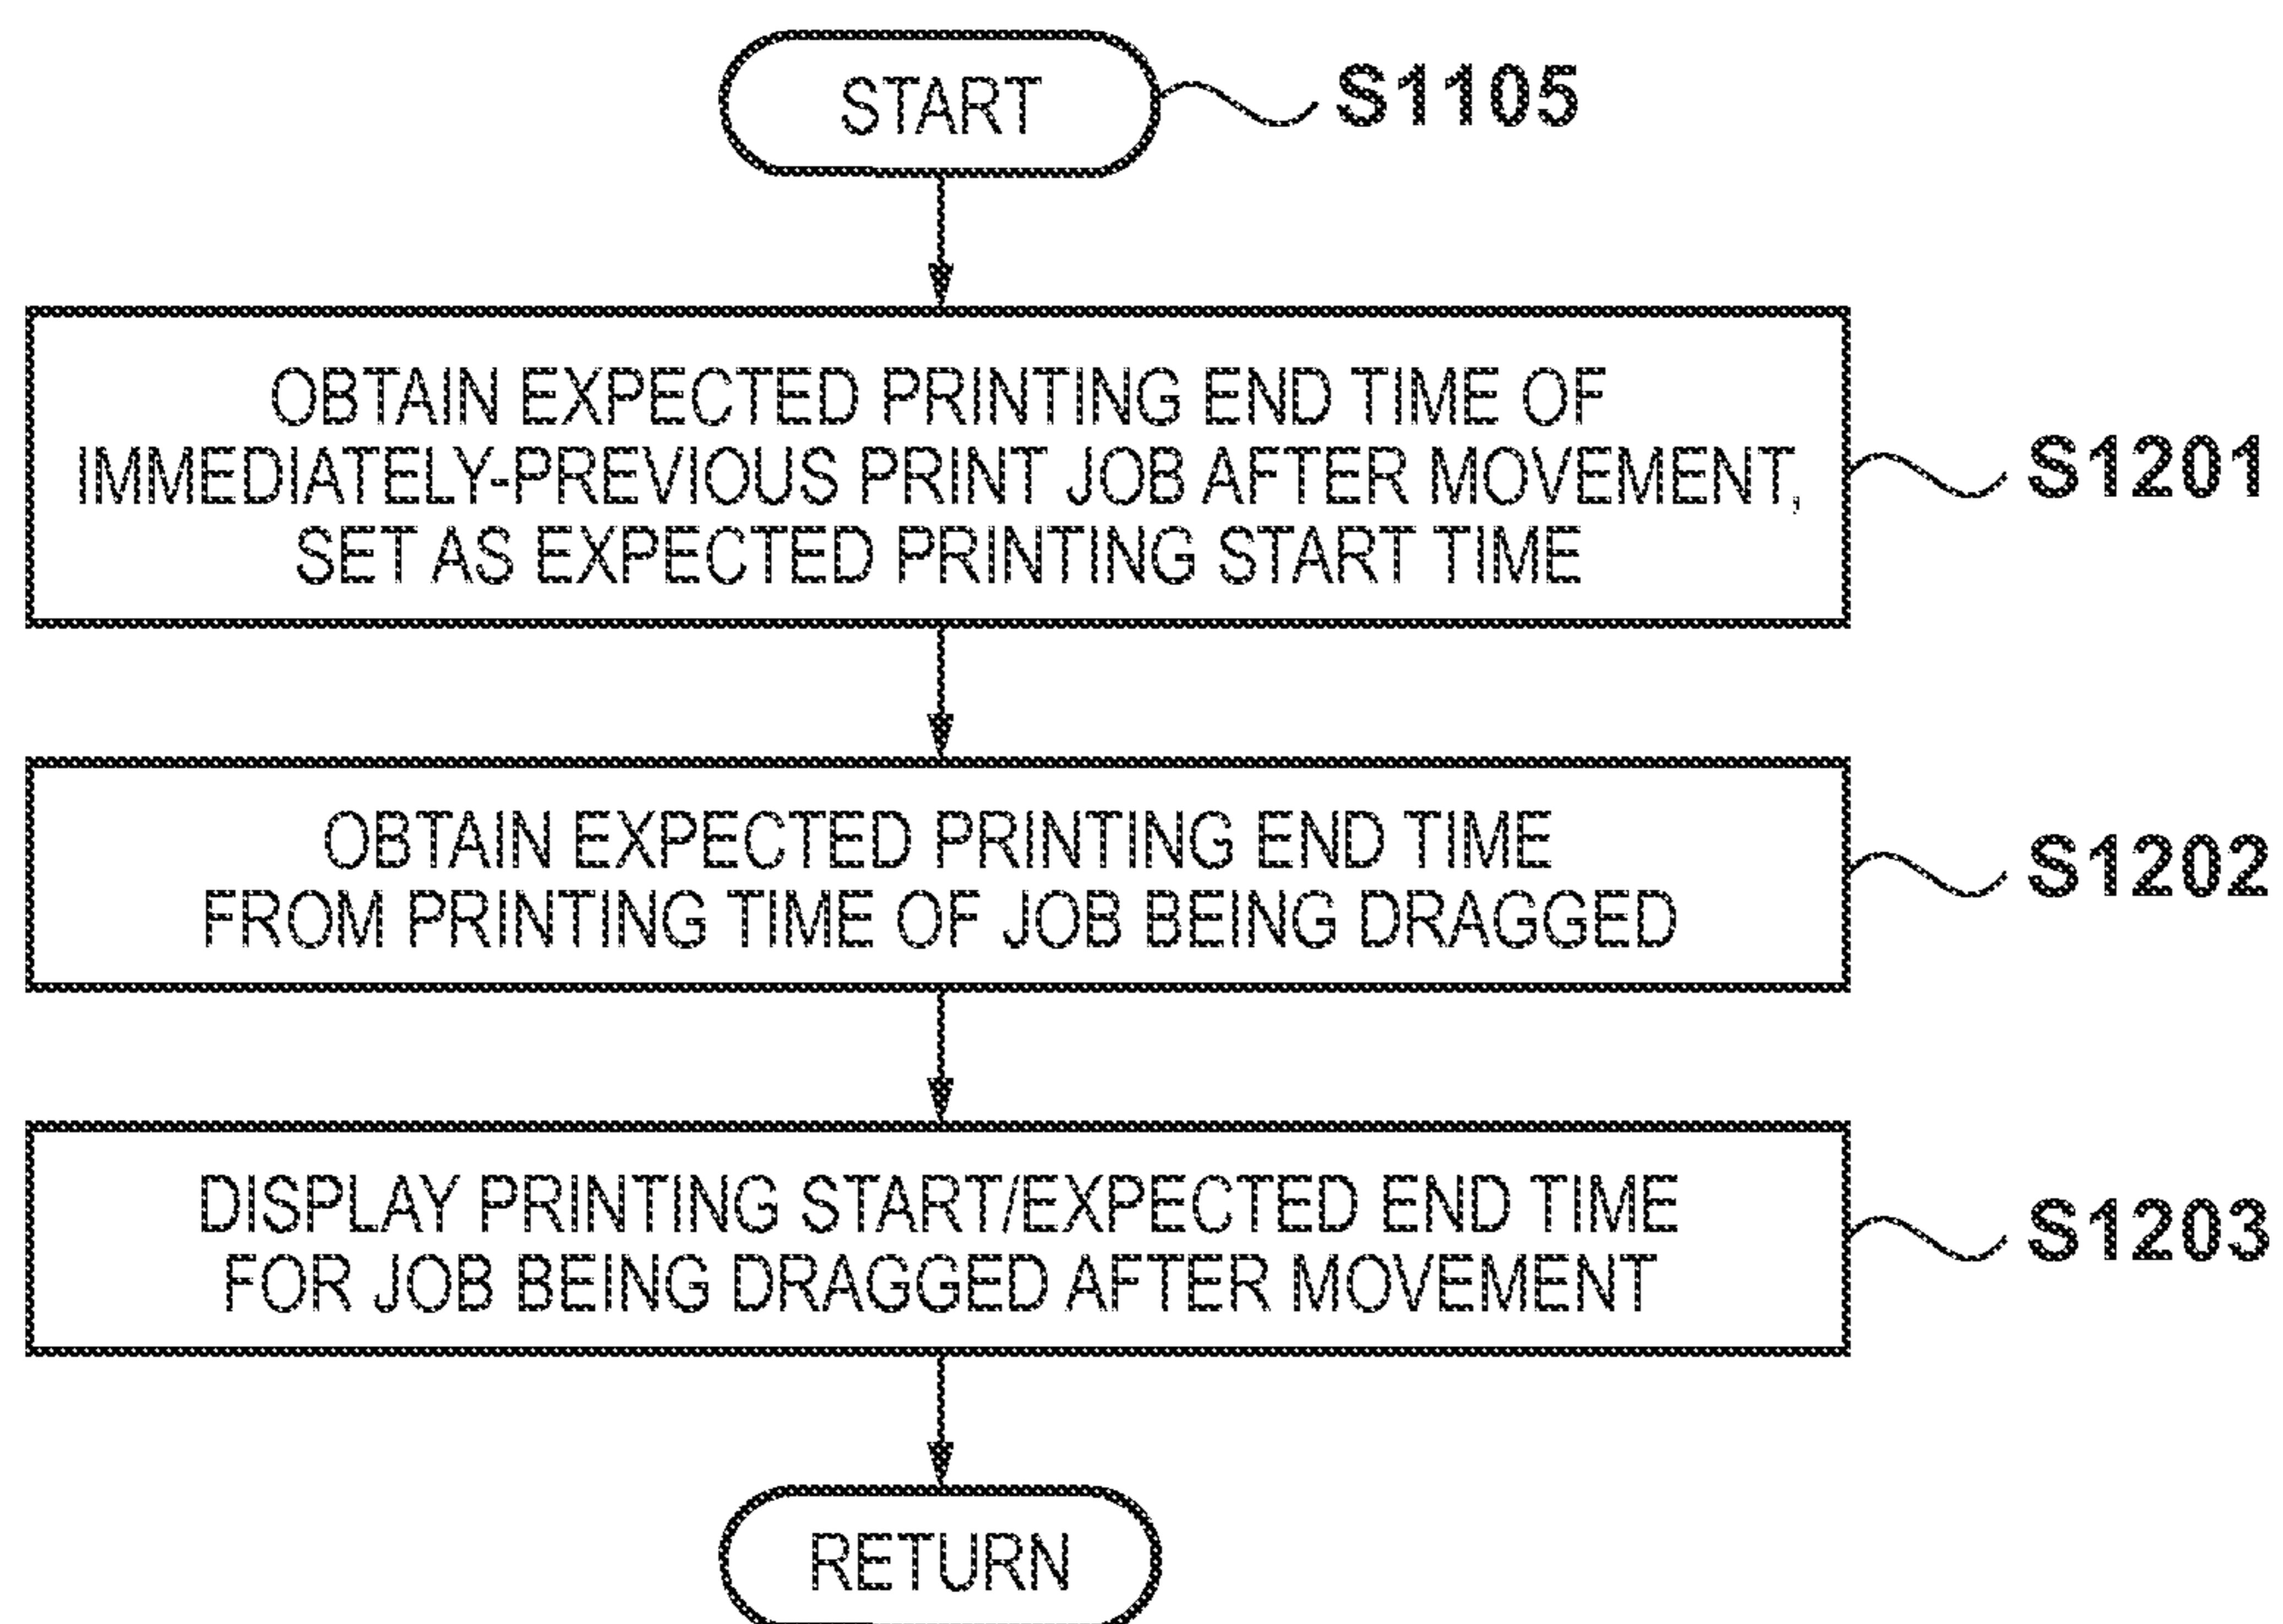 START
S1105
OBTAIN EXPECTED PRINTING END TIME OF
IMMEDIATELY-PREVIOUS PRINT JOB AFTER MOVEMENT,
SET AS EXPECTED PRINTING START TIME
S1201
OBTAIN EXPECTED PRINTING END TIME
FROM PRINTING TIME OF JOB BEING DRAGGED
S1202
DISPLAY PRINTING START/EXPECTED END TIME
FOR JOB BEING DRAGGED AFTER MOVEMENT
S1203
RETURN